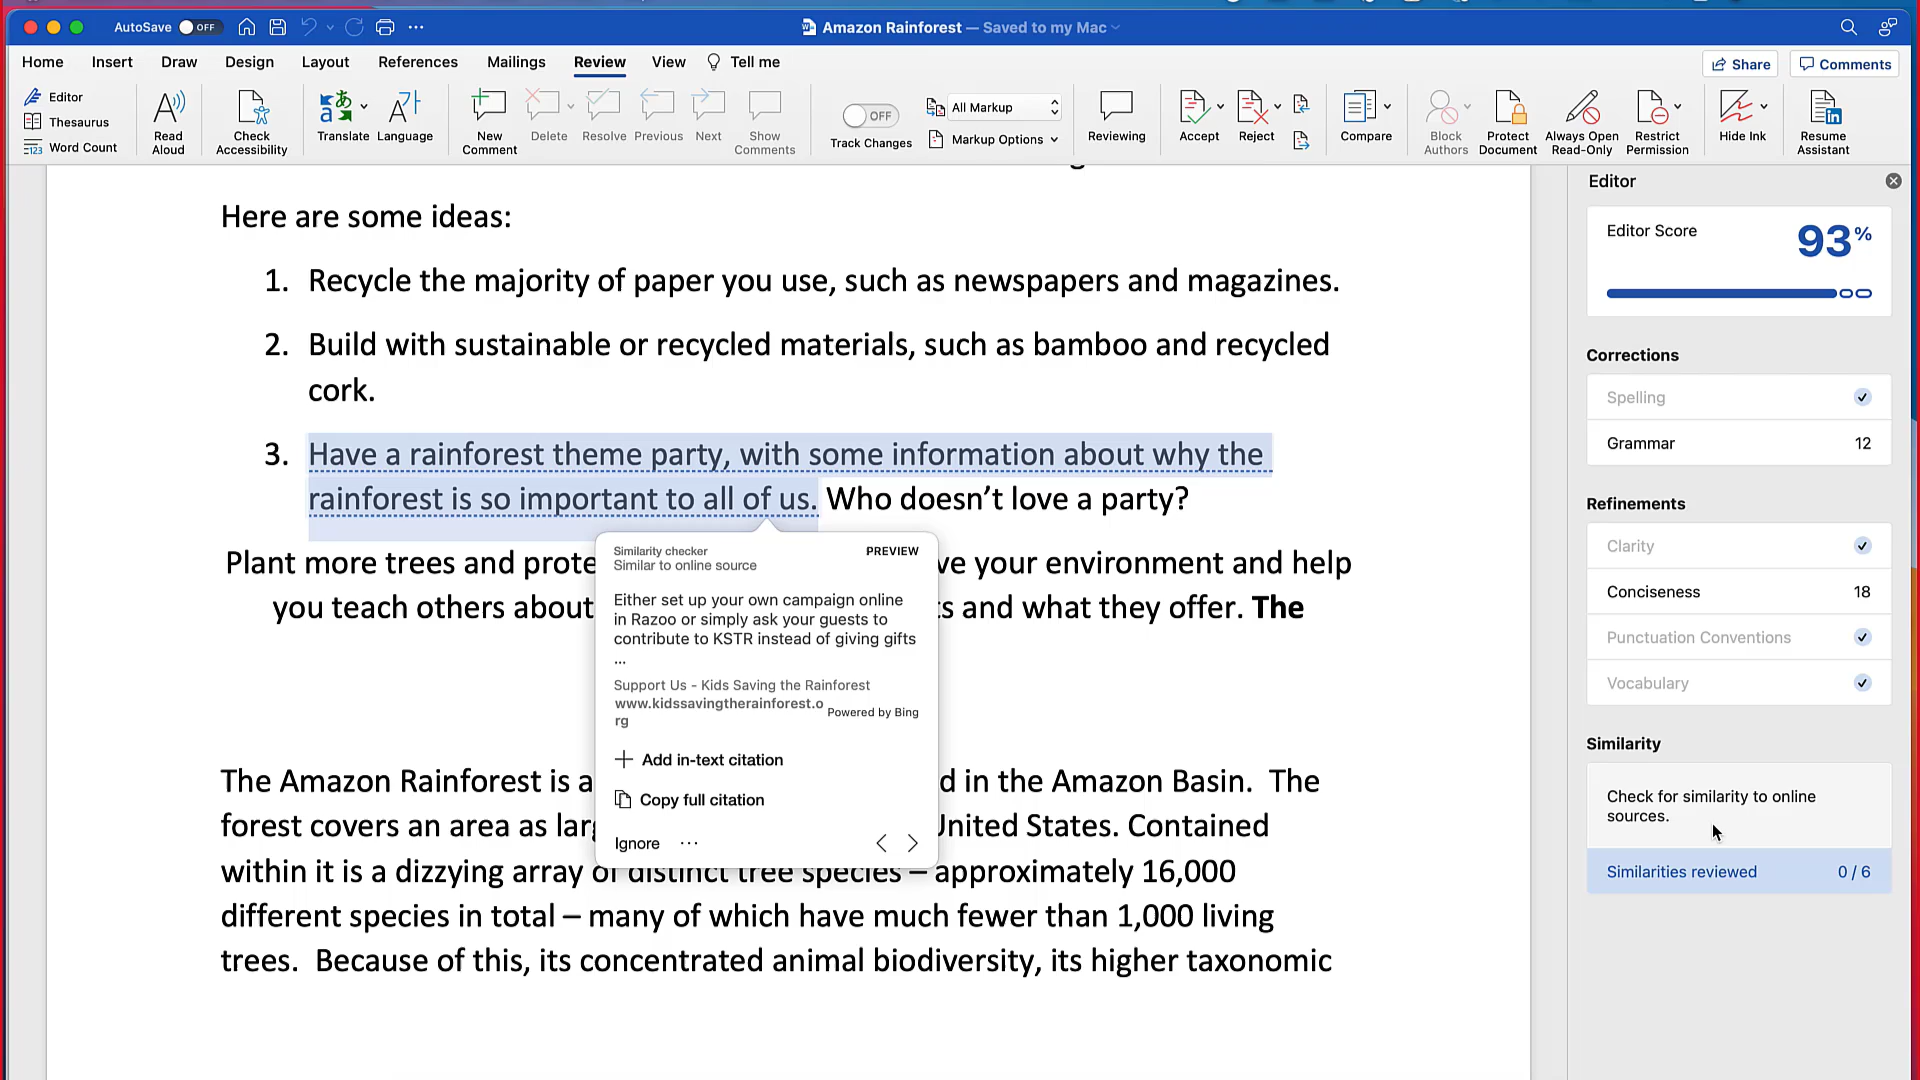 AutoSave OFF
Amazon Rainforest — Saved to my Mac
Home Insert Draw Design Layout References Mailings Review View Tell me
Share Comments
Editor
Thesaurus
Word Count
Read Aloud
Check Accessibility
Translate
Language
New Comment
Delete
Resolve
Previous
Next
Show Comments
OFF
Track Changes
All Markup
Markup Options
Reviewing
Accept
Reject
Compare
Block Authors
Protect Document
Always Open Read-Only
Restrict Permission
Hide Ink
Resume Assistant
Here are some ideas:
1. Recycle the majority of paper you use, such as newspapers and magazines.
2. Build with sustainable or recycled materials, such as bamboo and recycled
cork.
3. Have a rainforest theme party, with some information about why the
rainforest is so important to all of us. Who doesn’t love a party?
Plant more trees and prote ve your environment and help
you teach others about s and what they offer. The
The Amazon Rainforest is a d in the Amazon Basin. The
forest covers an area as larg United States. Contained
within it is a dizzying array of distinct tree species – approximately 16,000
different species in total – many of which have much fewer than 1,000 living
trees. Because of this, its concentrated animal biodiversity, its higher taxonomic
Similarity checker
PREVIEW
Similar to online source
Either set up your own campaign online
in Razoo or simply ask your guests to
contribute to KSTR instead of giving gifts
...
Support Us - Kids Saving the Rainforest
www.kidssavingtherainforest.o
rg
Powered by Bing
Add in-text citation
Copy full citation
Ignore ...
Editor
Editor Score 93%
Corrections
Spelling
Grammar 12
Refinements
Clarity
Conciseness 18
Punctuation Conventions
Vocabulary
Similarity
Check for similarity to online
sources.
Similarities reviewed 0 / 6